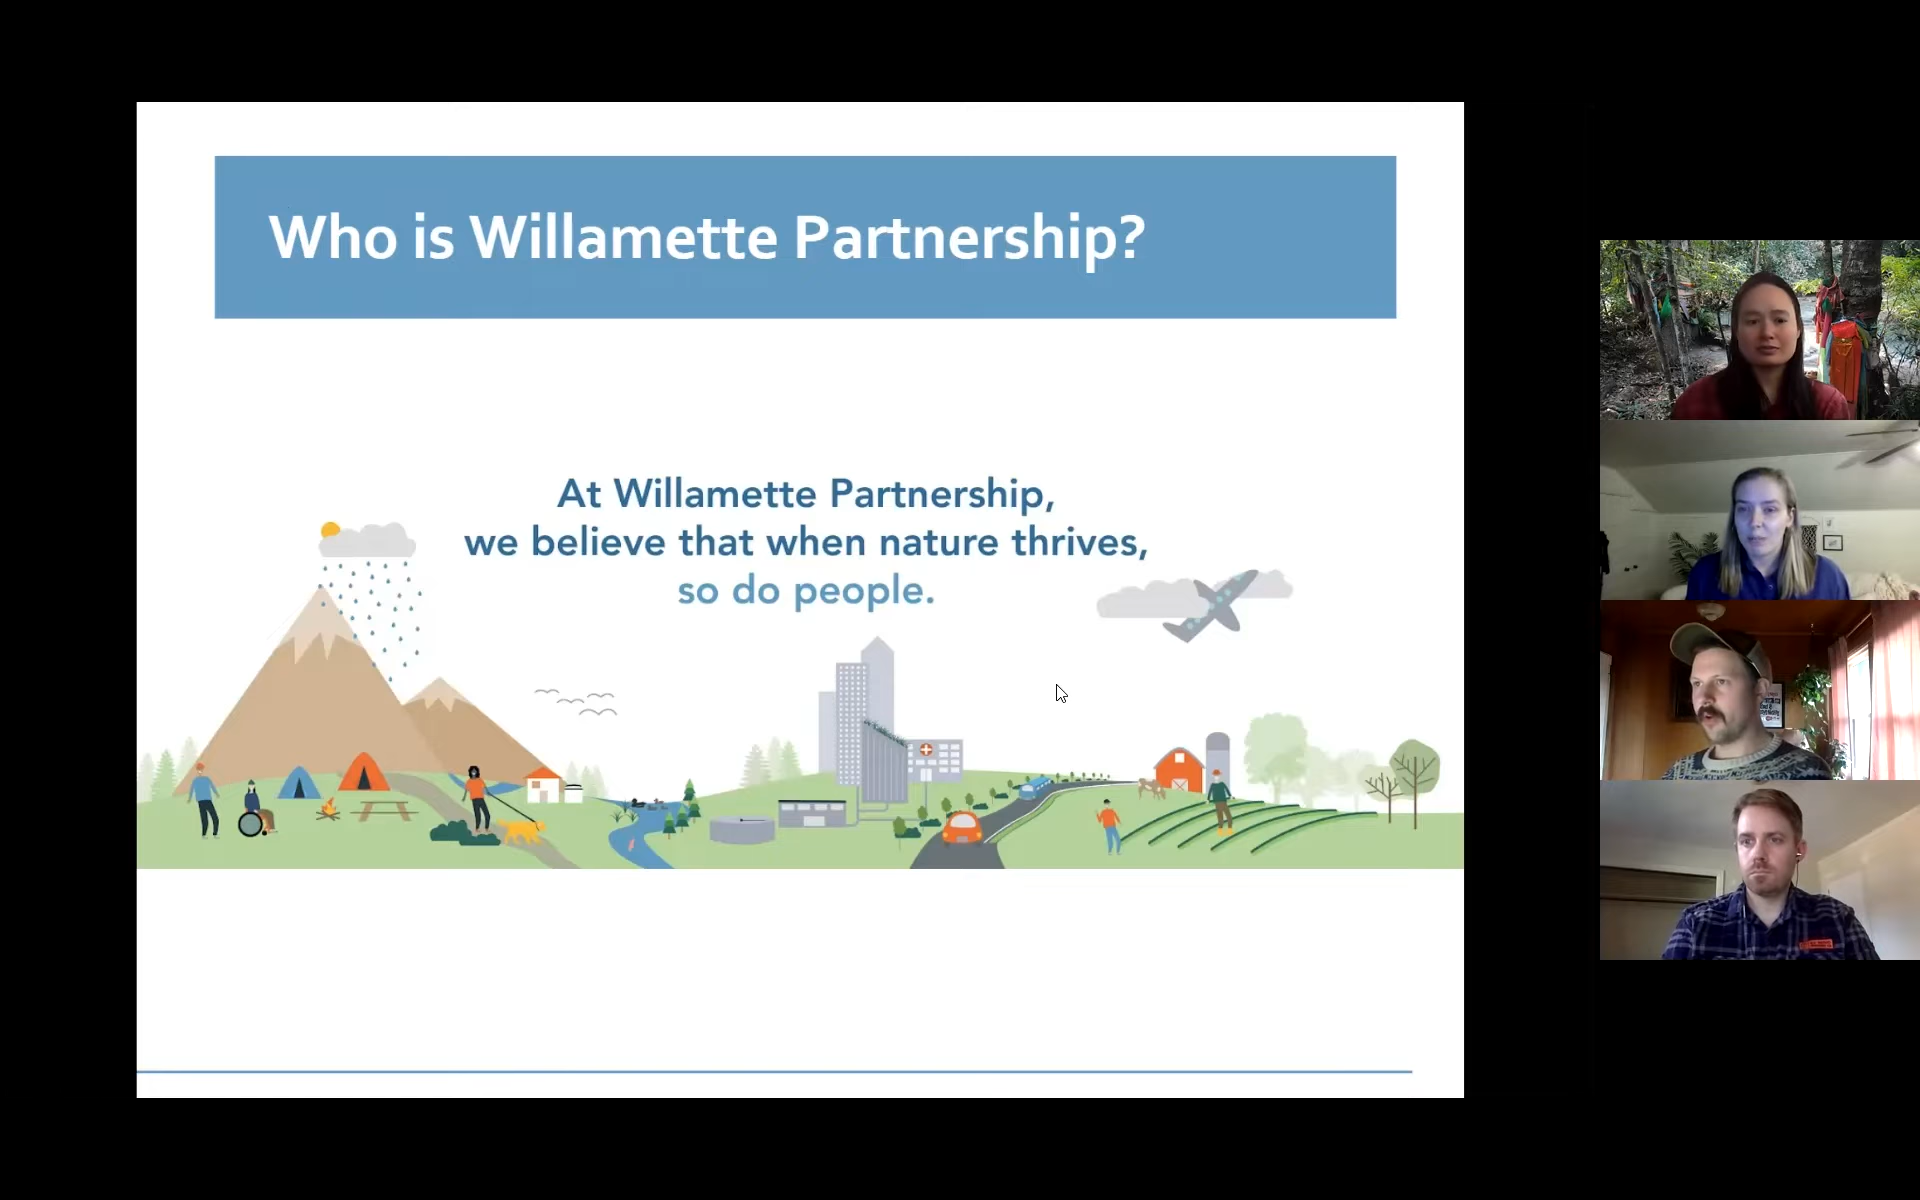 Who is Willamette Partnership?
At Willamette Partnership,
we believe that when nature thrives,
so do people.